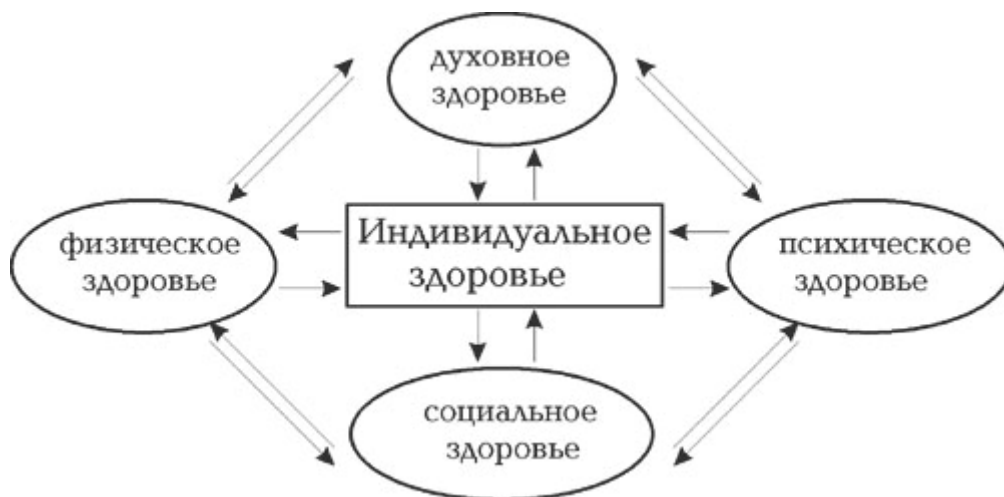 духовное
здоровье
физическое
здоровье
Индивидуальное
здоровье
психическое
здоровье
социальное
здоровье